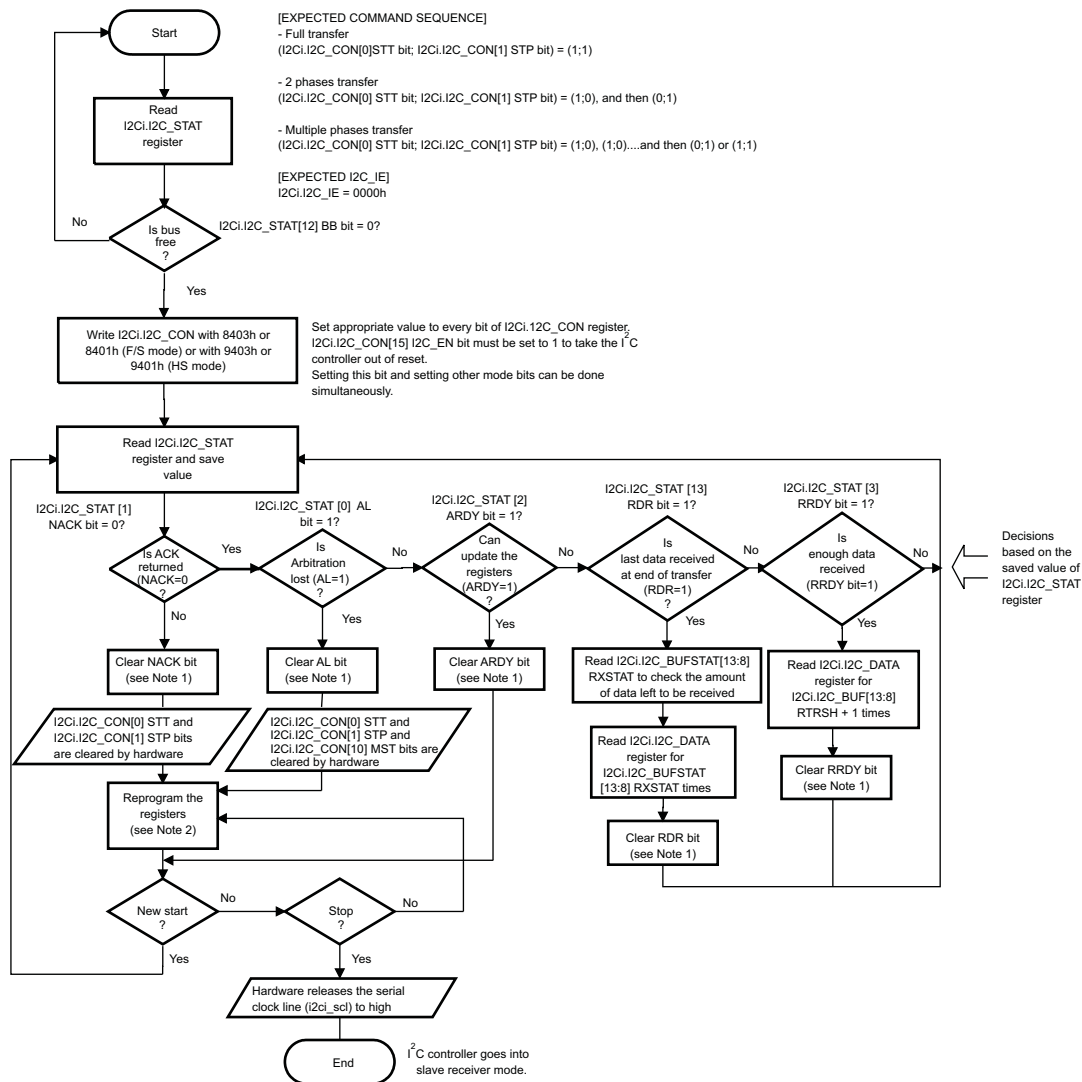 Start
[EXPECTED COMMAND SEQUENCE]
- Full transfer
(I2Ci.I2C_CON[0]STT bit; I2Ci.I2C_CON[1] STP bit) = (1;1)
- 2 phases transfer
(I2Ci.I2C_CON[0] STT bit; I2Ci.I2C_CON[1] STP bit) = (1;0), and then (0;1)
- Multiple phases transfer
(I2Ci.I2C_CON[0] STT bit; I2Ci.I2C_CON[1] STP bit) = (1;0), (1;0)....and then (0;1) or (1;1)
[EXPECTED I2C_IE]
I2Ci.I2C_IE = 0000h
Read
I2Ci.I2C_STAT
register
No
Is bus
free
?
I2Ci.I2C_STAT[12] BB bit = 0?
Yes
Write I2Ci.I2C_CON with 8403h or
8401h (F/S mode) or with 9403h or
9401h (HS mode)
Set appropriate value to every bit of I2Ci.12C_CON register.
I2Ci.I2C_CON[15] I2C_EN bit must be set to 1 to take the I2C
controller out of reset.
Setting this bit and setting other mode bits can be done
simultaneously.
Read I2Ci.I2C_STAT
register and save
value
I2Ci.I2C_STAT [1]
NACK bit = 0?
I2Ci.I2C_STAT [0] AL
bit = 1?
I2Ci.I2C_STAT [2]
ARDY bit = 1?
I2Ci.I2C_STAT [13]
RDR bit = 1?
I2Ci.I2C_STAT [3]
RRDY bit = 1?
Is ACK
returned
(NACK=0
?
Yes
No
Is
Arbitration
lost (AL=1)
?
No
Yes
Can
update the
registers
(ARDY=1)
?
No
Yes
Is
last data received
at end of transfer
(RDR=1)
?
No
Yes
Is
enough data
received
(RRDY bit=1)
No
Yes
Decisions
based on the
saved value of
I2Ci.I2C_STAT
register
Clear NACK bit
(see Note 1)
Clear AL bit
(see Note 1)
Clear ARDY bit
(see Note 1)
Read I2Ci.I2C_BUFSTAT[13:8]
RXSTAT to check the amount
of data left to be received
Read I2Ci.I2C_DATA
register for
I2Ci.I2C_BUF[13:8]
RTRSH + 1 times
I2Ci.I2C_CON[0] STT and
I2Ci.I2C_CON[1] STP bits
are cleared by hardware
I2Ci.I2C_CON[0] STT and
I2Ci.I2C_CON[1] STP and
I2Ci.I2C_CON[10] MST bits are
cleared by hardware
Read I2Ci.I2C_DATA
register for
I2Ci.I2C_BUFSTAT
[13:8] RXSTAT times
Clear RRDY bit
(see Note 1)
Reprogram the
registers
(see Note 2)
Clear RDR bit
(see Note 1)
New start
?
No
Yes
Stop
?
No
Yes
Hardware releases the serial
clock line (i2ci_scl) to high
End
I2C controller goes into
slave receiver mode.